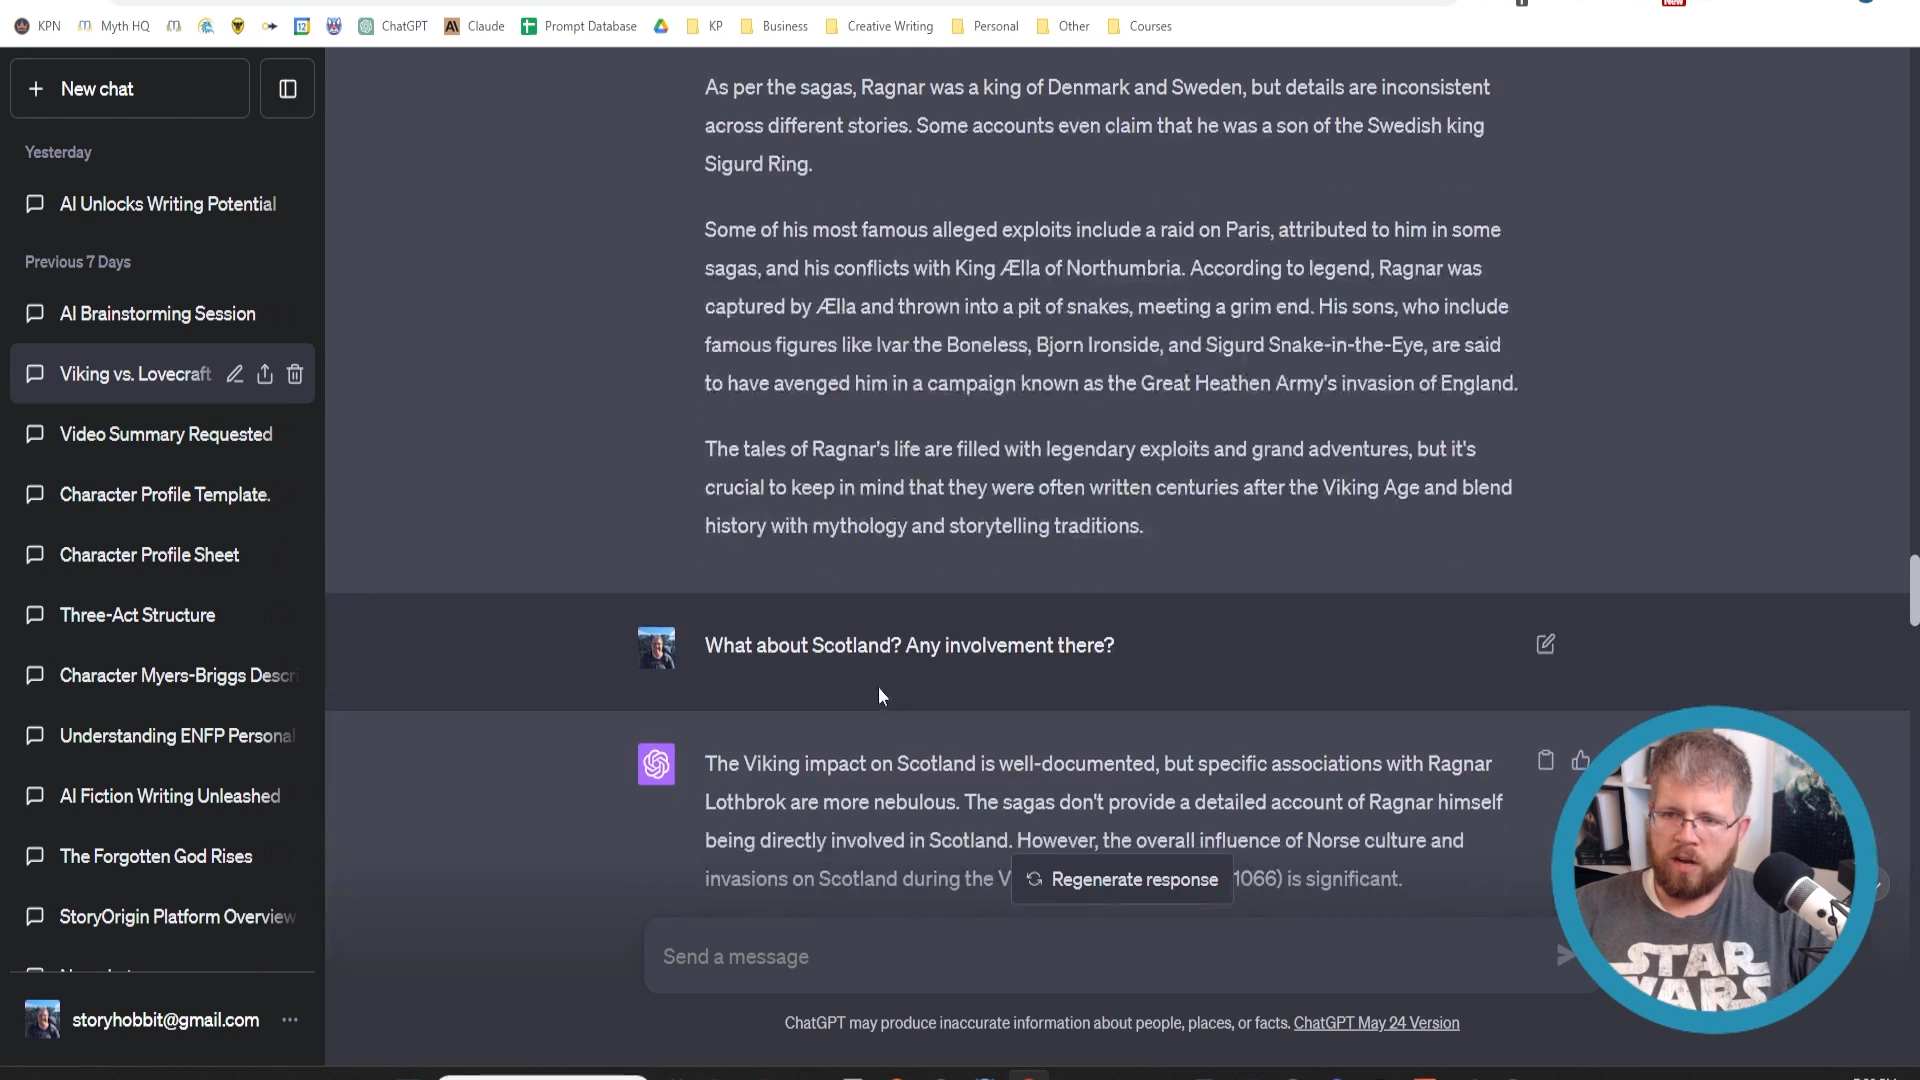 New
KPN
Myth HQ
12
ChatGPT
Claude
Prompt Database
KP
Business
Creative Writing
Personal
Other
Courses
New chat
Yesterday
AI Unlocks Writing Potential
Previous 7 Days
AI Brainstorming Session
Viking vs. Lovecraft
Video Summary Requested
Character Profile Template.
Character Profile Sheet
Three-Act Structure
Character Myers-Briggs Descri
Understanding ENFP Personal
AI Fiction Writing Unleashed
The Forgotten God Rises
StoryOrigin Platform Overview
storyhobbit@gmail.com
As per the sagas, Ragnar was a king of Denmark and Sweden, but details are inconsistent
across different stories. Some accounts even claim that he was a son of the Swedish king
Sigurd Ring.
Some of his most famous alleged exploits include a raid on Paris, attributed to him in some
sagas, and his conflicts with King Ælla of Northumbria. According to legend, Ragnar was
captured by Ælla and thrown into a pit of snakes, meeting a grim end. His sons, who include
famous figures like Ivar the Boneless, Bjorn Ironside, and Sigurd Snake-in-the-Eye, are said
to have avenged him in a campaign known as the Great Heathen Army's invasion of England.
The tales of Ragnar's life are filled with legendary exploits and grand adventures, but it's
crucial to keep in mind that they were often written centuries after the Viking Age and blend
history with mythology and storytelling traditions.
What about Scotland? Any involvement there?
The Viking impact on Scotland is well-documented, but specific associations with Ragnar
Lothbrok are more nebulous. The sagas don't provide a detailed account of Ragnar himself
being directly involved in Scotland. However, the overall influence of Norse culture and
invasions on Scotland during the V 1066) is significant.
Regenerate response
Send a message
ChatGPT may produce inaccurate information about people, places, or facts. ChatGPT May 24 Version
STAR
WARS